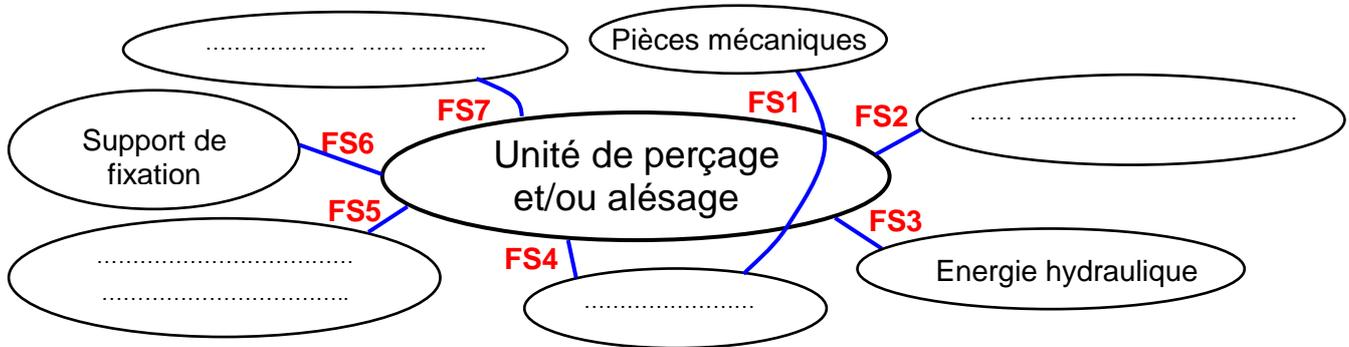 ..................... ...... ...........
Pièces mécaniques
FS7
FS1
FS2
...... .......................................
Support de
fixation
FS6
Unité de perçage
et/ou alésage
FS5
FS3
FS4
....................................
...................................
........................
Energie hydraulique